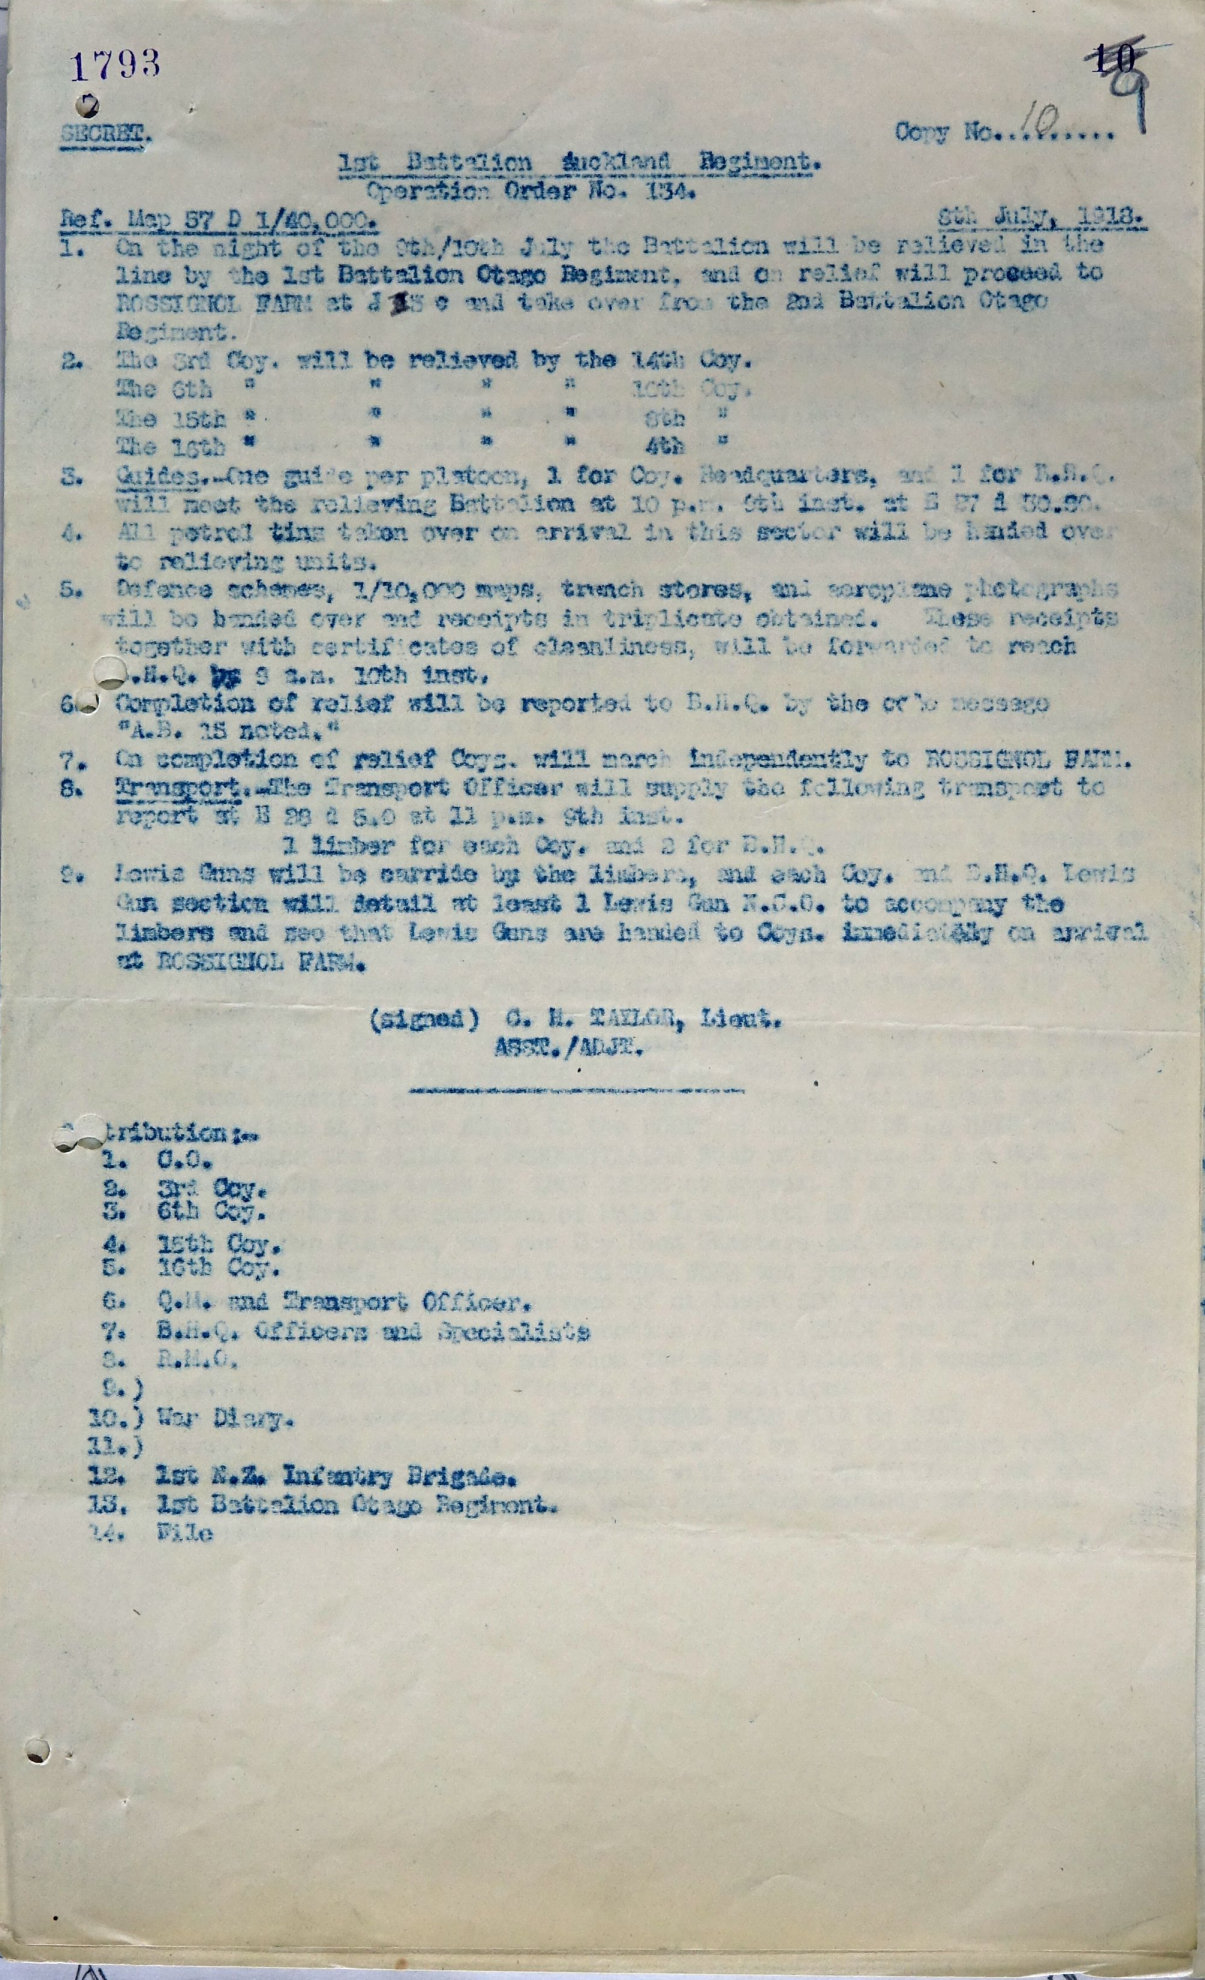 1793
10
9
SECRET.
Copy No....10.....
1st Battalion Auckland Regiment.
Operation Order No. 134.
Ref. Map 57 D 1/40,000.
8th July, 1918.
1. On the night of the 9th/10th July the Battalion will be relieved in the
line by the 1st Battalion Otago Regiment, and on relief will proceed to
ROSSIGNOL FARM at J 13 c and take over from the 2nd Battalion Otago
Regiment.
2. The 3rd Coy. will be relieved by the 14th Coy.
The 6th " " " " 10th Coy.
The 15th " " " " 8th "
The 16th " " " " 4th "
3. Guides.-One guide per platoon, 1 for Coy. Headquarters, and 1 for B.H.Q.
will meet the relieving Battalion at 10 p.m. 9th inst. at E 27 d
4. All petrol tins taken over on arrival in this sector will be handed over
to relieving units.
5. Defence schemes, 1/10,000 maps, trench stores, and aeroplane photographs
will be handed over and receipts in triplicate obtained. These receipts
together with certificates of cleanliness, will be forwarded to reach
.H.Q. by a.m. 10th inst.
6. Completion of relief will be reported to B.H.Q. by the code message
"A.B. 15 noted."
7. On completion of relief Coys. will march independently to ROSSIGNOL FARM.
8. Transport.-The Transport Officer will supply the following transport to
report at E 28 d 5.0 at 11 p.m. 9th inst.
1 limber for each Coy. and 2 for B.H.Q.
9. Lewis Guns will be carride by the limbers, and each Coy. and B.H.Q. Lewis
Gun section will detail at least 1 Lewis Gun N.C.O. to accompany the
limbers and see that Lewis Guns are handed to Coys. immediately on arrival
at ROSSIGNOL FARM.
(signed) C. H. TAYLOR, Lieut.
ASST./ADJT.
tribution:-
1. C.O.
2. 3rd Coy.
3. 6th Coy.
4. 15th Coy.
5. 16th Coy.
6. Q.M. and Transport Officer.
7. B.H.Q. Officers and Specialists
8. R.M.O.
9.)
10.) War Diary.
11.)
12. 1st N.Z. Infantry Brigade.
13. 1st Battalion Otago Regiment.
14. File